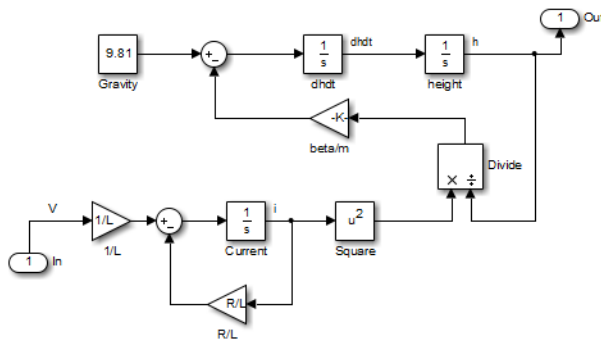 1
Out
9.81
Gravity
+
−
1
s
dhdt
dhdt
1
s
height
h
-K-
beta/m
×
÷
Divide
V
1
In
1/L
1/L
+
−
1
s
Current
i
u²
Square
R/L
R/L